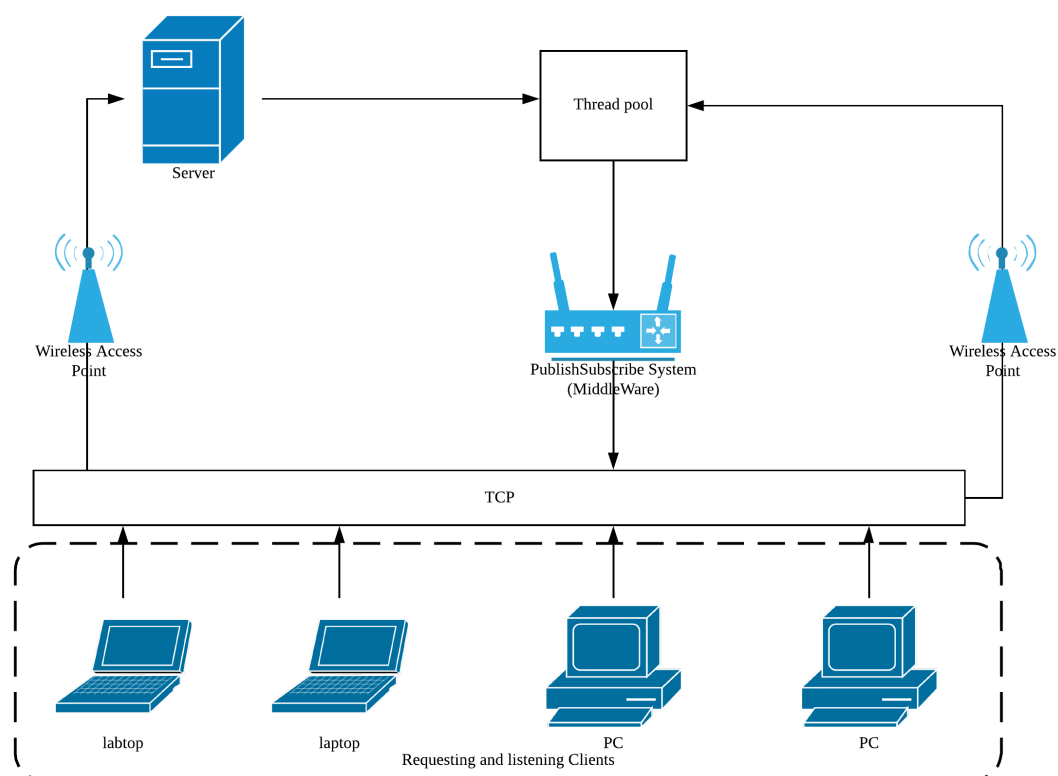 Thread pool
Server
Wireless Access
Point
PublishSubscribe System
(MiddleWare)
Wireless Access
Point
TCP
labtop
laptop
PC
PC
Requesting and listening Clients